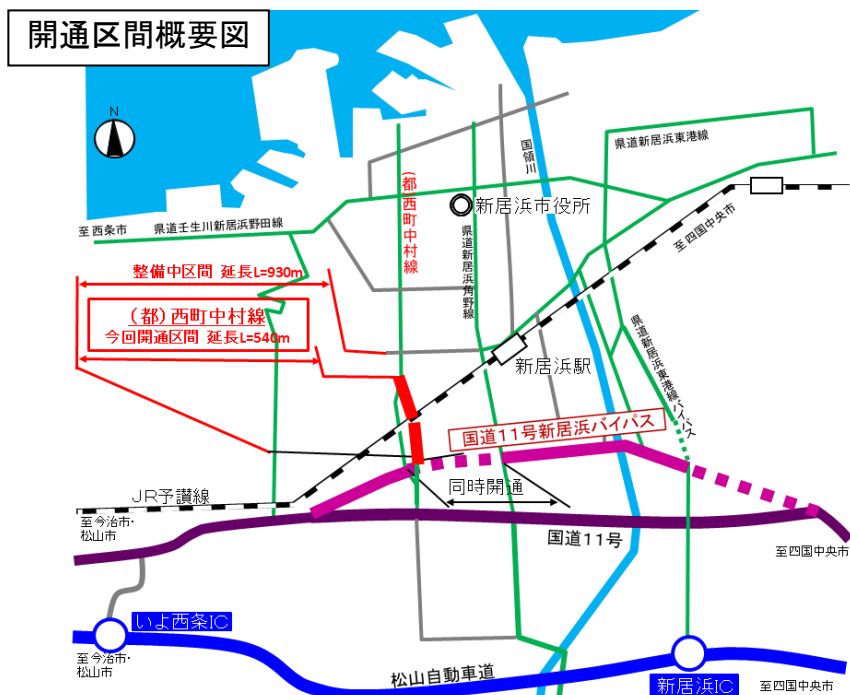 開通区間概要図
N
国領川
県道新居浜東港線
(都)西町中村線
新居浜市役所
至西条市
県道壬生川新居浜野田線
県道新居浜角野線
至四国中央市
整備中区間 延長L=930m
(都)西町中村線
今回開通区間 延長L=540m
新居浜駅
県道新居浜東港線バイパス
国道11号新居浜バイパス
同時開通
JR予讃線
至今治市・
松山市
国道11号
至四国中央市
いよ西条IC
至今治市・
松山市
松山自動車道
新居浜IC
至四国中央市